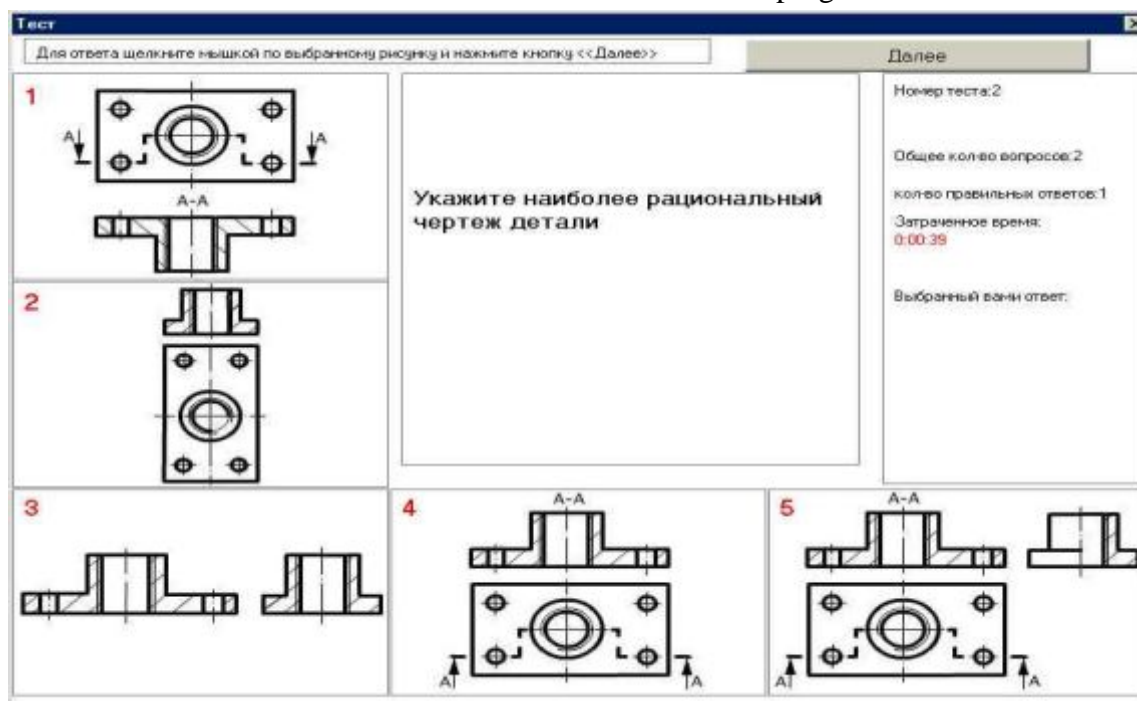 Тест
Для ответа щелкните мышкой по выбранному рисунку и нажмите кнопку <<Далее>>
Далее
1
A
A
A-A
Укажите наиболее рациональный
чертеж детали
Номер теста:2
Общее кол-во вопросов:2
кол-во правильных ответов:1
Затраченное время:
0:00:39
Выбранный вами ответ:
2
3
4
A-A
A
A
5
A-A
A
A